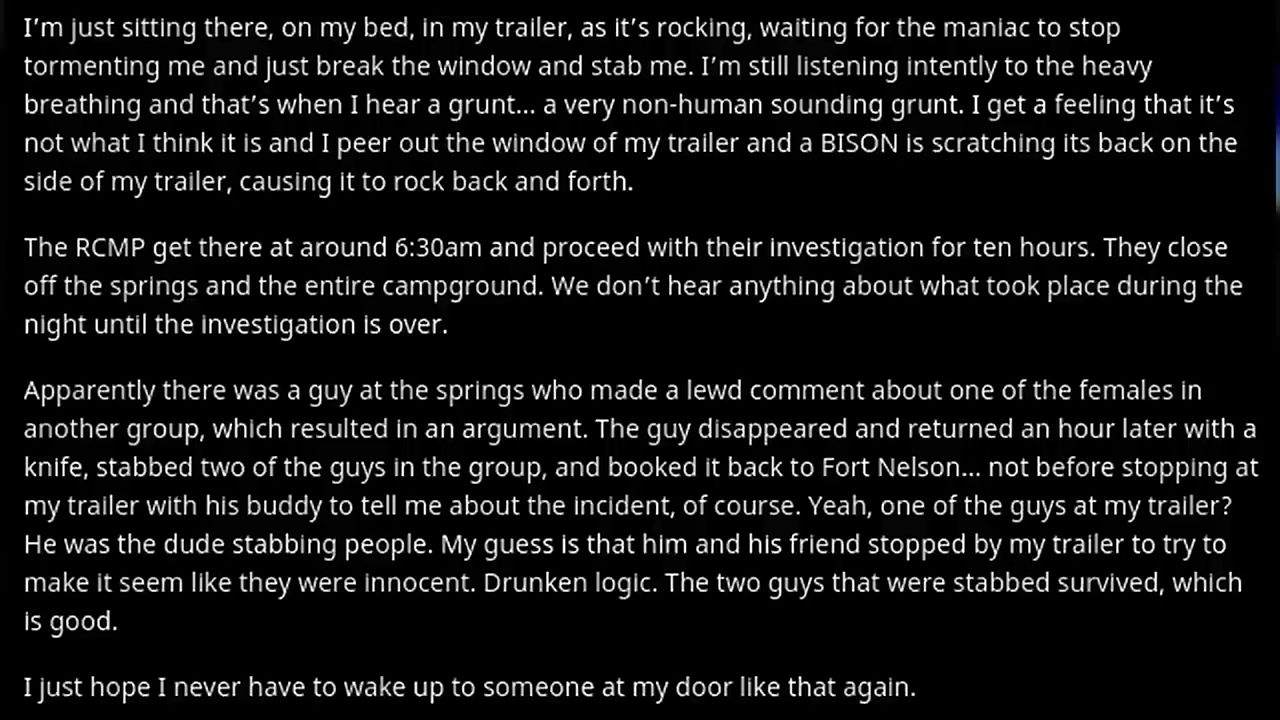 I’m just sitting there, on my bed, in my trailer, as it’s rocking, waiting for the maniac to stop
tormenting me and just break the window and stab me. I’m still listening intently to the heavy
breathing and that’s when I hear a grunt... a very non-human sounding grunt. I get a feeling that it’s
not what I think it is and I peer out the window of my trailer and a BISON is scratching its back on the
side of my trailer, causing it to rock back and forth.
The RCMP get there at around 6:30am and proceed with their investigation for ten hours. They close
off the springs and the entire campground. We don’t hear anything about what took place during the
night until the investigation is over.
Apparently there was a guy at the springs who made a lewd comment about one of the females in
another group, which resulted in an argument. The guy disappeared and returned an hour later with a
knife, stabbed two of the guys in the group, and booked it back to Fort Nelson... not before stopping at
my trailer with his buddy to tell me about the incident, of course. Yeah, one of the guys at my trailer?
He was the dude stabbing people. My guess is that him and his friend stopped by my trailer to try to
make it seem like they were innocent. Drunken logic. The two guys that were stabbed survived, which
is good.
I just hope I never have to wake up to someone at my door like that again.